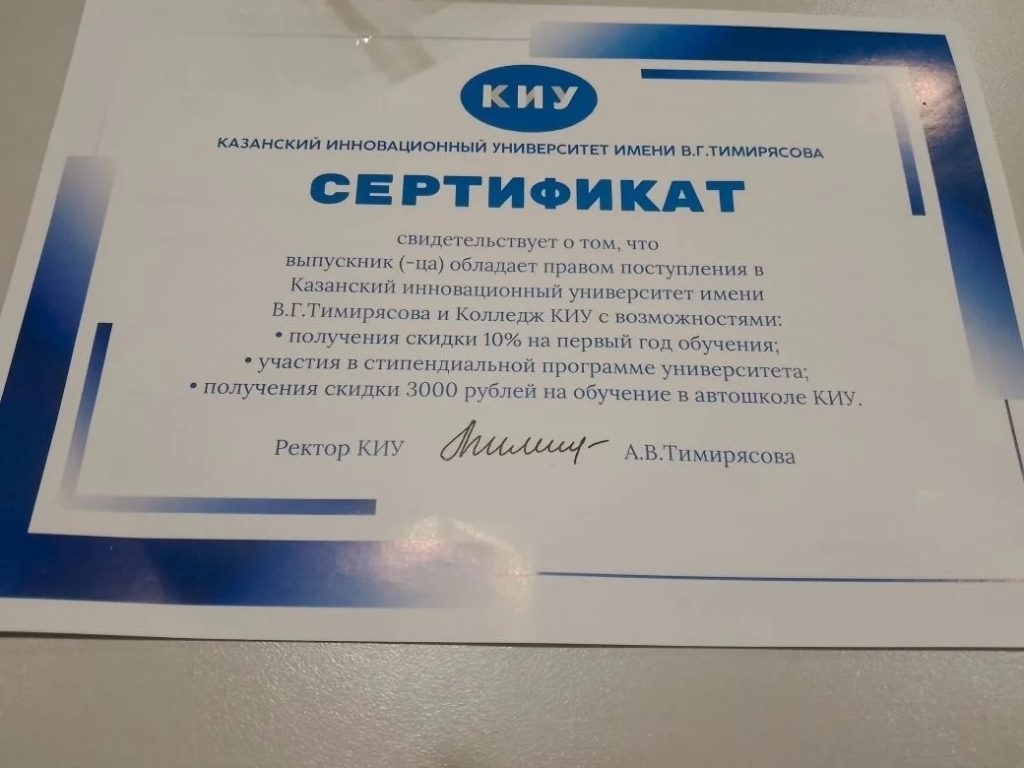 КИУ
КАЗАНСКИЙ ИННОВАЦИОННЫЙ УНИВЕРСИТЕТ ИМЕНИ В.Г.ТИМИРЯСОВА
СЕРТИФИКАТ
свидетельствует о том, что
выпускник (-ца) обладает правом поступления в
Казанский инновационный университет имени
В.Г.Тимирясова и Колледж КИУ с возможностями:
• получения скидки 10% на первый год обучения;
• участия в стипендиальной программе университета;
• получения скидки 3000 рублей на обучение в автошколе КИУ.
Ректор КИУ А.В.Тимирясова